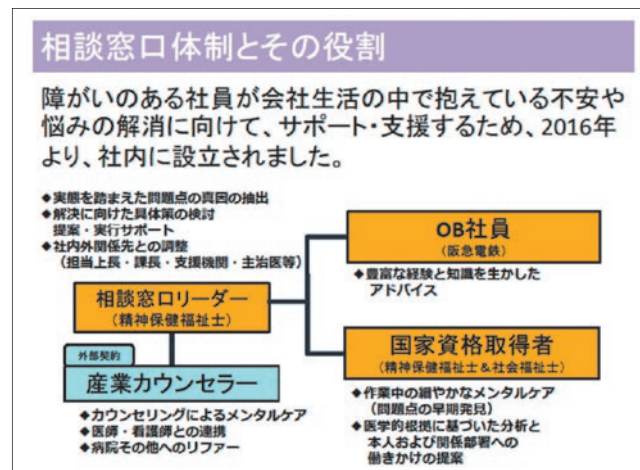 相談窓口体制とその役割
障がいのある社員が会社生活の中で抱えている不安や
悩みの解消に向けて、サポート・支援するため、2016年
より、社内に設立されました。
◆実態を踏まえた問題点の真因の抽出
◆解決に向けた具体策の検討
提案・実行サポート
◆社内外関係先との調整
（担当上長・課長・支援機関・主治医等）
相談窓口リーダー
（精神保健福祉士）
外部契約
産業カウンセラー
◆カウンセリングによるメンタルケア
◆医師・看護師との連携
◆病院その他へのリファー
OB社員
（阪急電鉄）
◆豊富な経験と知識を生かした
アドバイス
国家資格取得者
（精神保健福祉士＆社会福祉士）
◆作業中の細やかなメンタルケア
（問題点の早期発見）
◆医学的根拠に基づいた分析と
本人および関係部署への
働きかけの提案